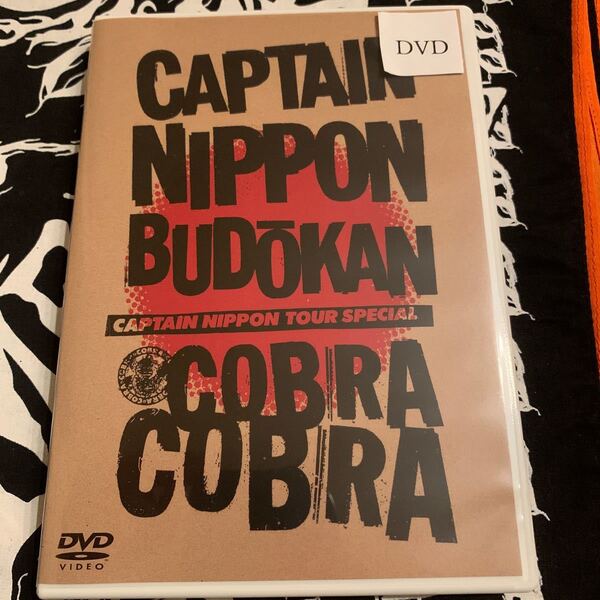 CAPTAIN
DVD
NIPPON
BUDŌKAN
CAPTAIN NIPPON TOUR SPECIAL
COBRA
COBRA
DVD
VIDEO